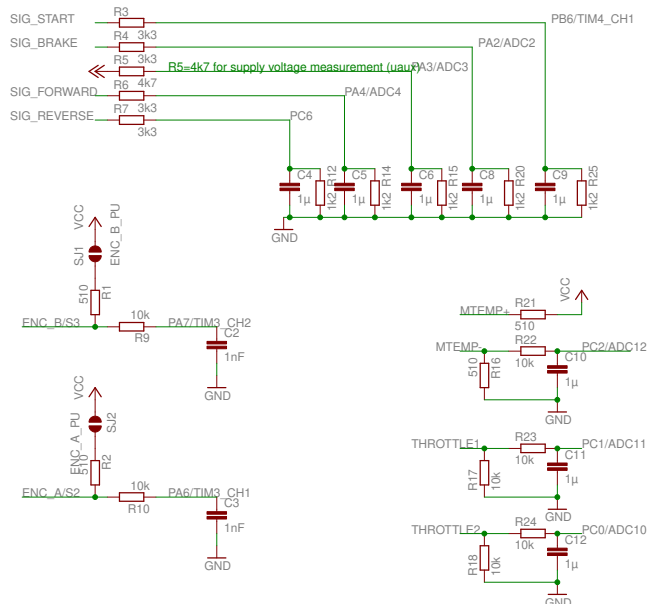 SIG_START R3 PB6/TIM4_CH1
SIG_BRAKE R4 3k3 PA2/ADC2
R5 3k3 R5=4k7 for supply voltage measurement (uaux) PA3/ADC3
SIG_FORWARD R6 4k7 PA4/ADC4
SIG_REVERSE R7 3k3 PC6
3k3
C4 1µ R12 1k2 C5 1µ R14 1k2 C6 1µ R15 1k2 C8 1µ R20 1k2 C9 1µ R25 1k2
GND
VCC
SJ1 ENC_B_PU
510 R1
ENC_B/S3 10k R9 PA7/TIM3_CH2
C2
1nF
GND
VCC
ENC_A_PU SJ2
510 R2
ENC_A/S2 10k R10 PA6/TIM3_CH1
C3
1nF
GND
VCC
MTEMP+ R21 510
MTEMP- R22 10k PC2/ADC12
510 R16 C10 1µ
GND
THROTTLE1 R23 10k PC1/ADC11
R17 10k C11 1µ
GND
THROTTLE2 R24 10k PC0/ADC10
R18 10k C12 1µ
GND